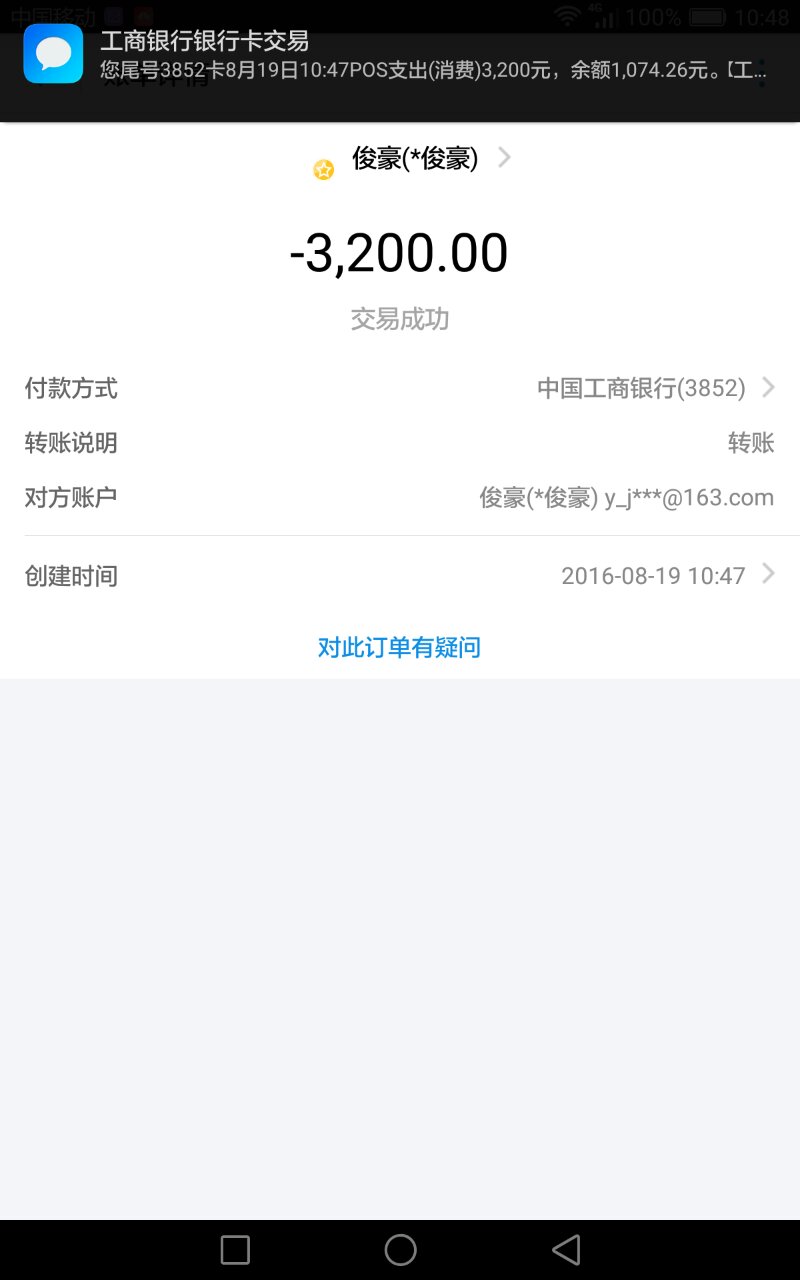 中国移动 4G 100% 10:48
工商银行银行卡交易
您尾号3852卡8月19日10:47POS支出(消费)3,200元，余额1,074.26元。【工...
账单详情
俊豪(*俊豪)
-3,200.00
交易成功
付款方式 中国工商银行(3852)
转账说明 转账
对方账户 俊豪(*俊豪) y_j***@163.com
创建时间 2016-08-19 10:47
对此订单有疑问